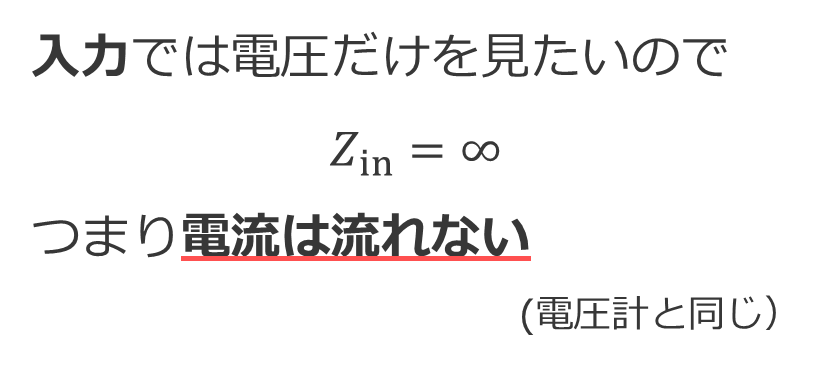 入力では電圧だけを見たいので
Z_in = ∞
つまり電流は流れない
(電圧計と同じ）